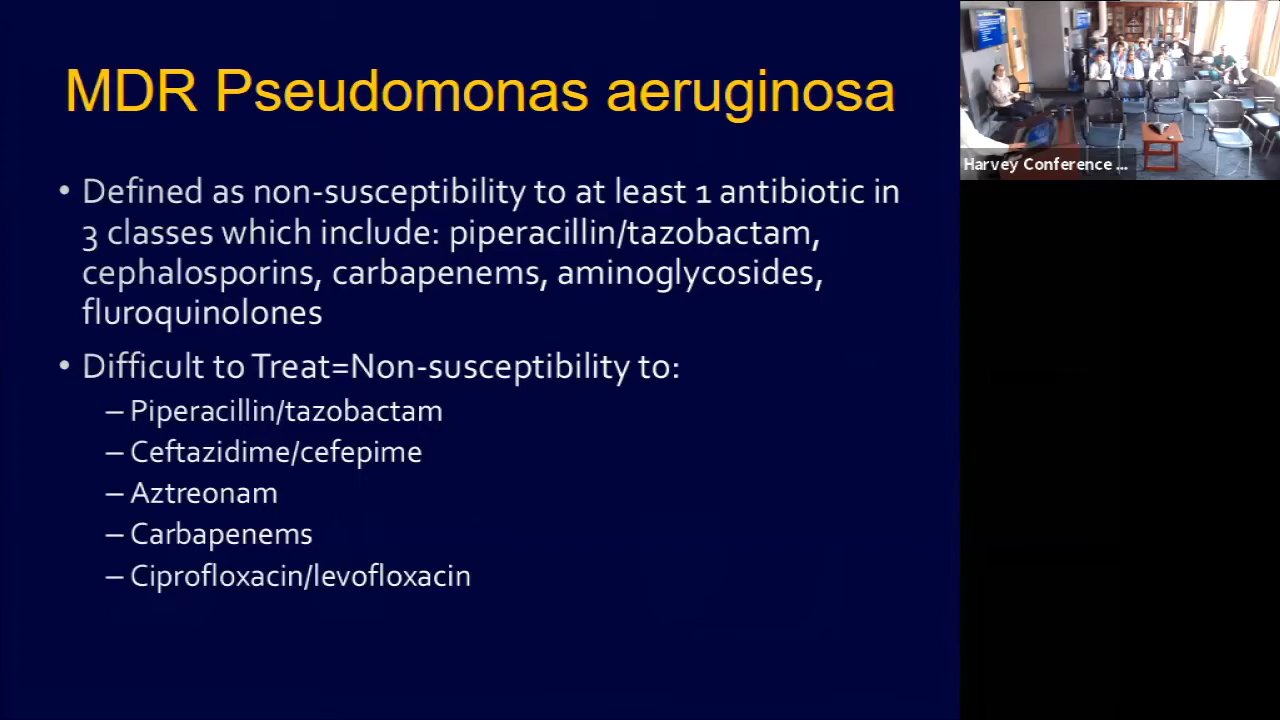 MDR Pseudomonas aeruginosa
• Defined as non-susceptibility to at least 1 antibiotic in
3 classes which include: piperacillin/tazobactam,
cephalosporins, carbapenems, aminoglycosides,
fluroquinolones
• Difficult to Treat=Non-susceptibility to:
– Piperacillin/tazobactam
– Ceftazidime/cefepime
– Aztreonam
– Carbapenems
– Ciprofloxacin/levofloxacin
Harvey Conference ...